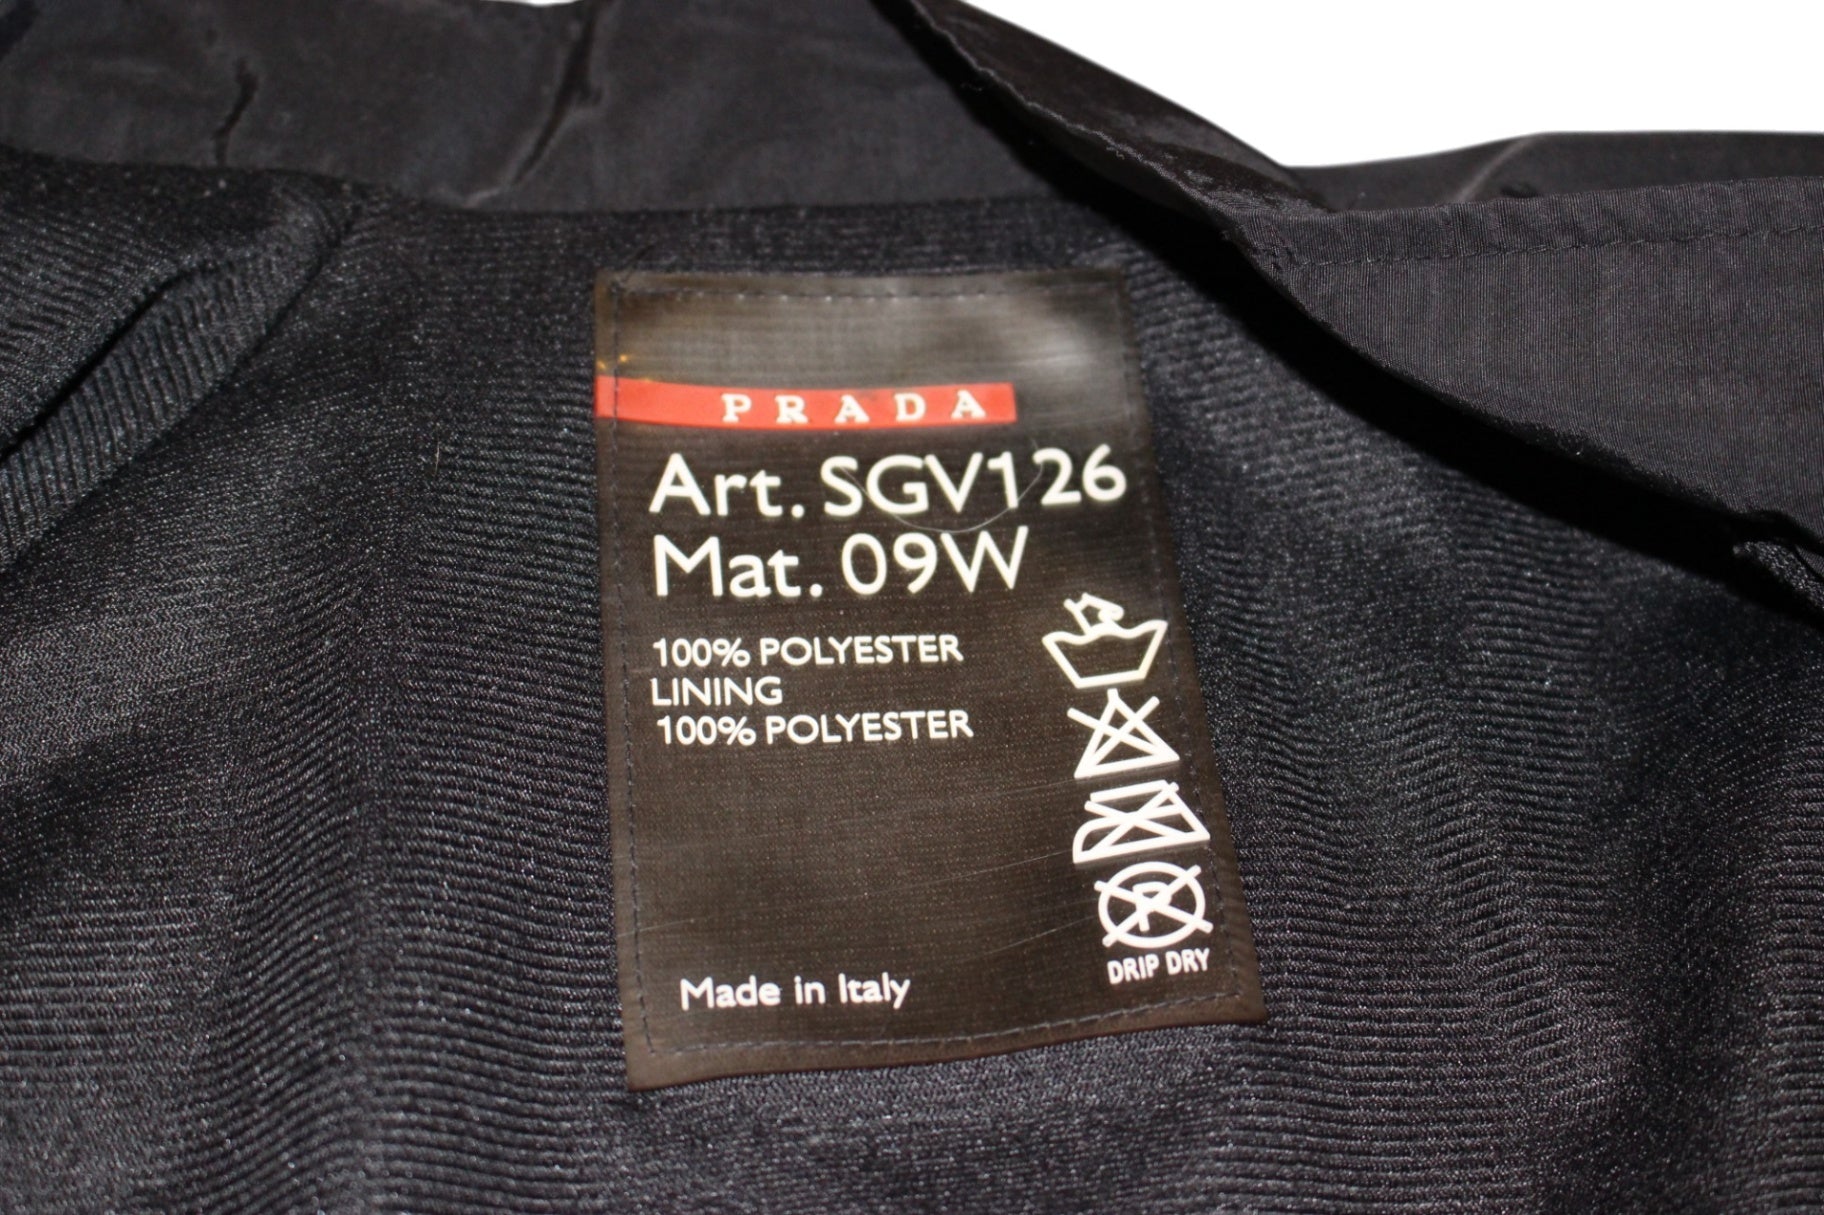 PRADA
Art. SGV126
Mat. 09W
100% POLYESTER
LINING
100% POLYESTER
P
DRIP DRY
Made in Italy